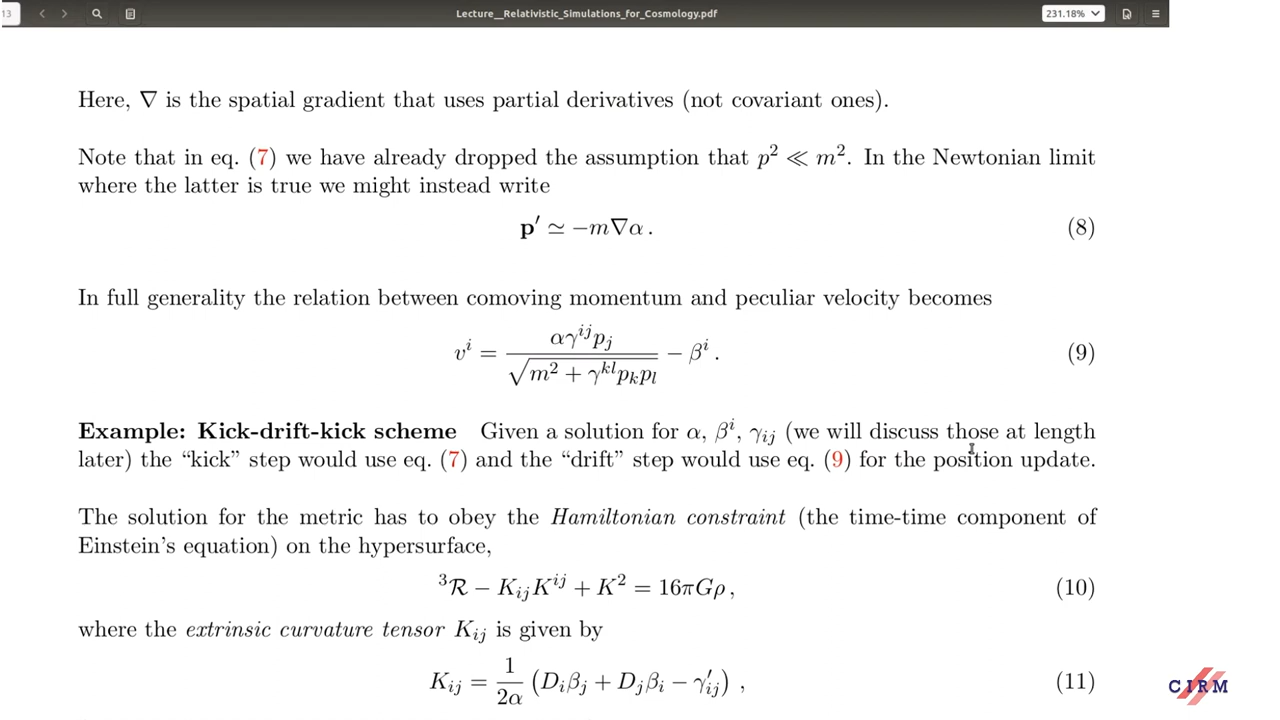 13
Lecture__Relativistic_Simulations_for_Cosmology.pdf
231.18%
Here, ∇ is the spatial gradient that uses partial derivatives (not covariant ones).
Note that in eq. (7) we have already dropped the assumption that p² ≪ m². In the Newtonian limit
where the latter is true we might instead write
p′ ≃ −m∇α . (8)
In full generality the relation between comoving momentum and peculiar velocity becomes
vⁱ = αγⁱʲpⱼ / √(m² + γᵏˡpₖpₗ) − βⁱ . (9)
Example: Kick-drift-kick scheme Given a solution for α, βⁱ, γᵢⱼ (we will discuss those at length
later) the “kick” step would use eq. (7) and the “drift” step would use eq. (9) for the position update.
The solution for the metric has to obey the Hamiltonian constraint (the time-time component of
Einstein’s equation) on the hypersurface,
³ℛ − KᵢⱼKⁱʲ + K² = 16πGρ , (10)
where the extrinsic curvature tensor Kᵢⱼ is given by
Kᵢⱼ = 1/2α (Dᵢβⱼ + Dⱼβᵢ − γ′ᵢⱼ) , (11)
CIRM